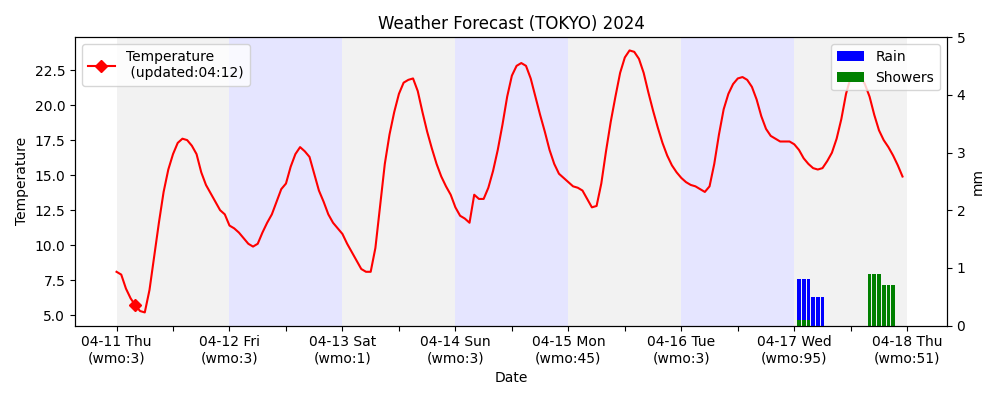 Weather Forecast (TOKYO) 2024
Temperature
(updated:04:12)
Rain
Showers
Temperature
22.5
20.0
17.5
15.0
12.5
10.0
7.5
5.0
5
4
3
2
1
0
mm
04-11 Thu
(wmo:3)
04-12 Fri
(wmo:3)
04-13 Sat
(wmo:1)
04-14 Sun
(wmo:3)
04-15 Mon
(wmo:45)
04-16 Tue
(wmo:3)
04-17 Wed
(wmo:95)
04-18 Thu
(wmo:51)
Date